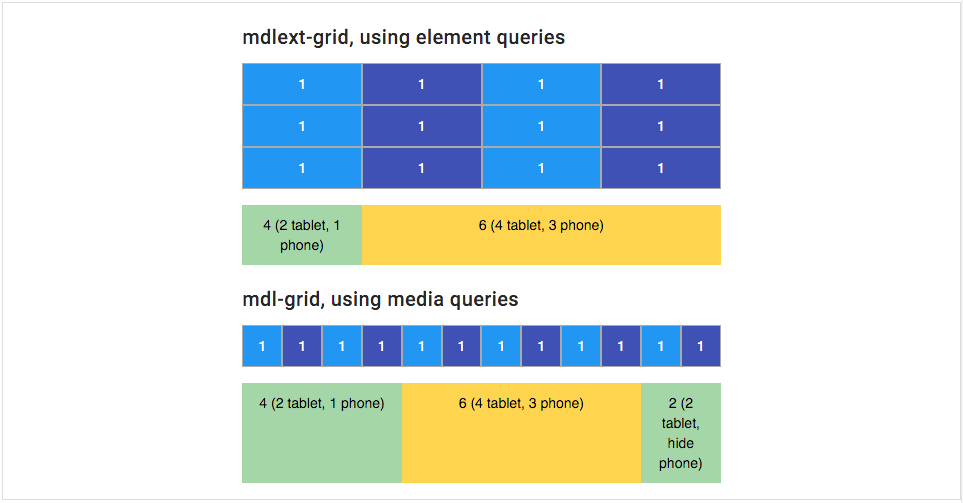 mdlext-grid, using element queries
1 1 1 1
1 1 1 1
1 1 1 1
4 (2 tablet, 1
phone)
6 (4 tablet, 3 phone)
mdl-grid, using media queries
1 1 1 1 1 1 1 1 1 1 1 1
4 (2 tablet, 1 phone)
6 (4 tablet, 3 phone)
2 (2
tablet,
hide
phone)